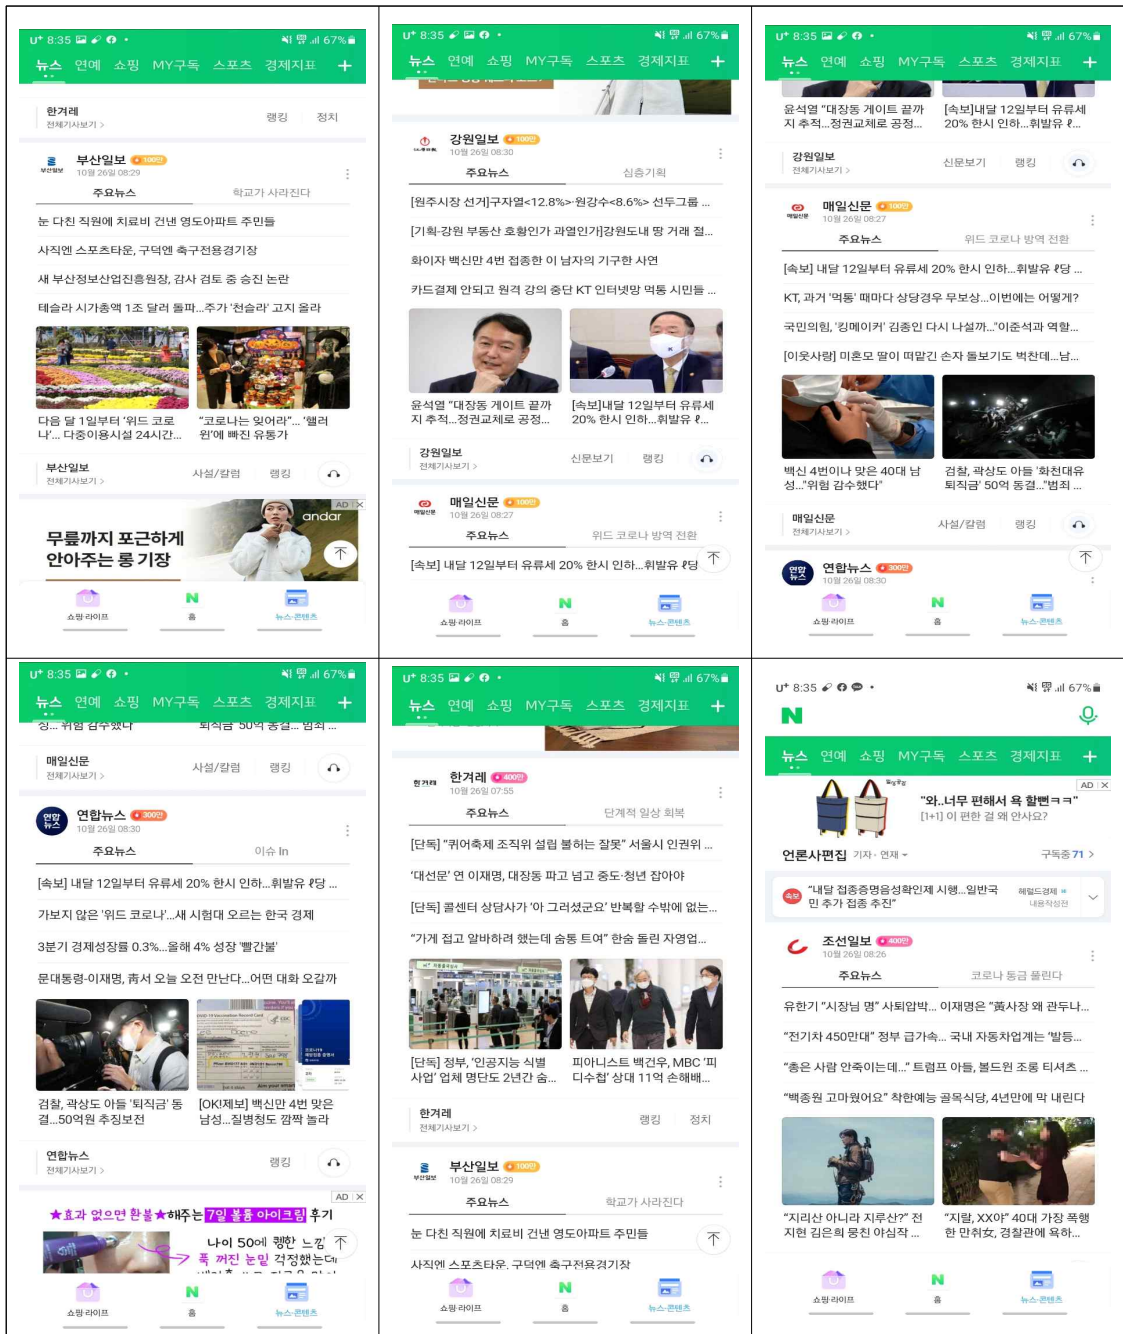 U+ 8:35
67%
뉴스 연예 쇼핑 MY구독 스포츠 경제지표 +
한겨레
전체기사보기 >
랭킹 정치
부산일보 100만
부산일보 10월 26일 08:29
주요뉴스 학교가 사라진다
눈 다친 직원에 치료비 건낸 영도아파트 주민들
사직엔 스포츠타운, 구덕엔 축구전용경기장
새 부산정보산업진흥원장, 감사 검토 중 승진 논란
테슬라 시가총액 1조 달러 돌파...주가 '천슬라' 고지 올라
다음 달 1일부터 '위드 코로
나'... 다중이용시설 24시간...
"코로나는 잊어라"... '핼러
윈'에 빠진 유통가
부산일보
전체기사보기 >
사설/칼럼 랭킹
AD X
andar
무릎까지 포근하게
안아주는 롱 기장
쇼핑·라이프 홈 뉴스·콘텐츠
U+ 8:35
67%
뉴스 연예 쇼핑 MY구독 스포츠 경제지표 +
강원일보 100만
10월 26일 08:30
주요뉴스 심층기획
[원주시장 선거]구자열<12.8%>·원강수<8.6%> 선두그룹 ...
[기획-강원 부동산 호황인가 과열인가]강원도내 땅 거래 절...
화이자 백신만 4번 접종한 이 남자의 기구한 사연
카드결제 안되고 원격 강의 중단 KT 인터넷망 먹통 시민들 ...
윤석열 "대장동 게이트 끝까
지 추적...정권교체로 공정...
[속보]내달 12일부터 유류세
20% 한시 인하...휘발유 ℓ...
강원일보
전체기사보기 >
신문보기 랭킹
매일신문 100만
매일신문 10월 26일 08:27
주요뉴스 위드 코로나 방역 전환
[속보] 내달 12일부터 유류세 20% 한시 인하...휘발유 ℓ당
쇼핑·라이프 홈 뉴스·콘텐츠
U+ 8:35
67%
뉴스 연예 쇼핑 MY구독 스포츠 경제지표 +
윤석열 "대장동 게이트 끝까
지 추적...정권교체로 공정...
[속보]내달 12일부터 유류세
20% 한시 인하...휘발유 ℓ...
강원일보
전체기사보기 >
신문보기 랭킹
매일신문 100만
매일신문 10월 26일 08:27
주요뉴스 위드 코로나 방역 전환
[속보] 내달 12일부터 유류세 20% 한시 인하...휘발유 ℓ당 ...
KT, 과거 '먹통' 때마다 상당경우 무보상...이번에는 어떻게?
국민의힘, '킹메이커' 김종인 다시 나설까..."이준석과 역할...
[이웃사랑] 미혼모 딸이 떠맡긴 손자 돌보기도 벅찬데...남...
백신 4번이나 맞은 40대 남
성..."위험 감수했다"
검찰, 곽상도 아들 '화천대유
퇴직금' 50억 동결..."범죄 ...
매일신문
전체기사보기 >
사설/칼럼 랭킹
연합뉴스 연합뉴스 300만
10월 26일 08:30
쇼핑·라이프 홈 뉴스·콘텐츠
U+ 8:35
67%
뉴스 연예 쇼핑 MY구독 스포츠 경제지표 +
성..."위험 감수했다"
퇴직금' 50억 동결..."범죄 ...
매일신문
전체기사보기 >
사설/칼럼 랭킹
연합뉴스 연합뉴스 300만
10월 26일 08:30
주요뉴스 이슈 In
[속보] 내달 12일부터 유류세 20% 한시 인하...휘발유 ℓ당 ...
가보지 않은 '위드 코로나'...새 시험대 오르는 한국 경제
3분기 경제성장률 0.3%...올해 4% 성장 '빨간불'
문대통령-이재명, 靑서 오늘 오전 만난다...어떤 대화 오갈까
검찰, 곽상도 아들 '퇴직금' 동
결...50억원 추징보전
[OK!제보] 백신만 4번 맞은
남성...질병청도 깜짝 놀라
연합뉴스
전체기사보기 >
랭킹
AD X
★효과 없으면 환불★해주는 7일 볼륨 아이크림 후기
나이 50에 퀭한 느낌
푹 꺼진 눈밑 걱정했는데
쇼핑·라이프 홈 뉴스·콘텐츠
U+ 8:35
67%
뉴스 연예 쇼핑 MY구독 스포츠 경제지표 +
한겨레 한겨레 400만
10월 26일 07:55
주요뉴스 단계적 일상 회복
[단독] "퀴어축제 조직위 설립 불허는 잘못" 서울시 인권위 ...
'대선문' 연 이재명, 대장동 파고 넘고 중도·청년 잡아야
[단독] 콜센터 상담사가 '아 그러셨군요' 반복할 수밖에 없는...
"가게 접고 알바하려 했는데 숨통 트여" 한숨 돌린 자영업...
[단독] 정부, '인공지능 식별
사업' 업체 명단도 2년간 숨...
피아니스트 백건우, MBC '피
디수첩' 상대 11억 손해배...
한겨레
전체기사보기 >
랭킹 정치
부산일보 100만
부산일보 10월 26일 08:29
주요뉴스 학교가 사라진다
눈 다친 직원에 치료비 건낸 영도아파트 주민들
사직엔 스포츠타운, 구덕엔 축구전용경기장
쇼핑·라이프 홈 뉴스·콘텐츠
U+ 8:35
67%
N
뉴스 연예 쇼핑 MY구독 스포츠 경제지표 +
AD X
"와..너무 편해서 욕 할뻔ㅋㅋ"
[1+1] 이 편한 걸 왜 안사요?
언론사편집 기자·연재 구독중 71 >
속보 "내달 접종증명음성확인제 시행...일반국
민 추가 접종 추진"
헤럴드경제
내용작성전
조선일보 400만
10월 26일 08:26
주요뉴스 코로나 통금 풀린다
유한기 "시장님 명" 사퇴압박... 이재명은 "黃사장 왜 관두나...
"전기차 450만대" 정부 급가속... 국내 자동차업계는 '발등...
"총은 사람 안죽이는데..." 트럼프 아들, 볼드윈 조롱 티셔츠 ...
"백종원 고마웠어요" 착한예능 골목식당, 4년만에 막 내린다
"지리산 아니라 지루산?" 전
지현 김은희 뭉친 야심작 ...
"지랄, XX야" 40대 가장 폭행
한 만취女, 경찰관에 욕하...
쇼핑·라이프 홈 뉴스·콘텐츠